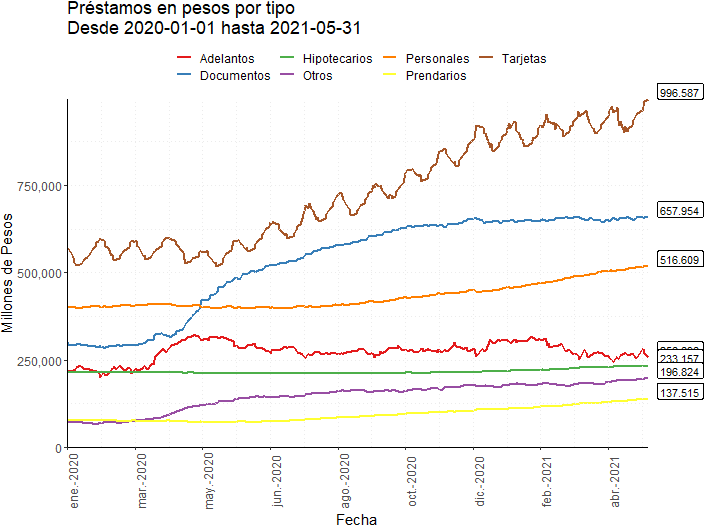 Préstamos en pesos por tipo
Desde 2020-01-01 hasta 2021-05-31
Adelantos
Hipotecarios
Personales
Tarjetas
Documentos
Otros
Prendarios
996.587
657.954
516.609
233.157
196.824
137.515
750,000
500,000
250,000
0
Millones de Pesos
ene.-2020
mar.-2020
may.-2020
jun.-2020
ago.-2020
oct.-2020
dic.-2020
feb.-2021
abr.-2021
Fecha